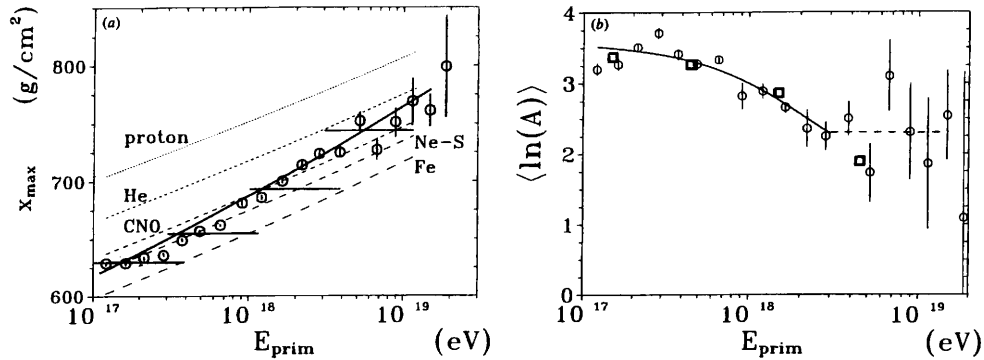 (a)
x_max (g/cm²)
800
700
600
proton
He
CNO
Ne-S
Fe
10^17
10^18
10^19
E_prim (eV)
(b)
⟨ln(A)⟩
4
3
2
1
0
10^17
10^18
10^19
E_prim (eV)